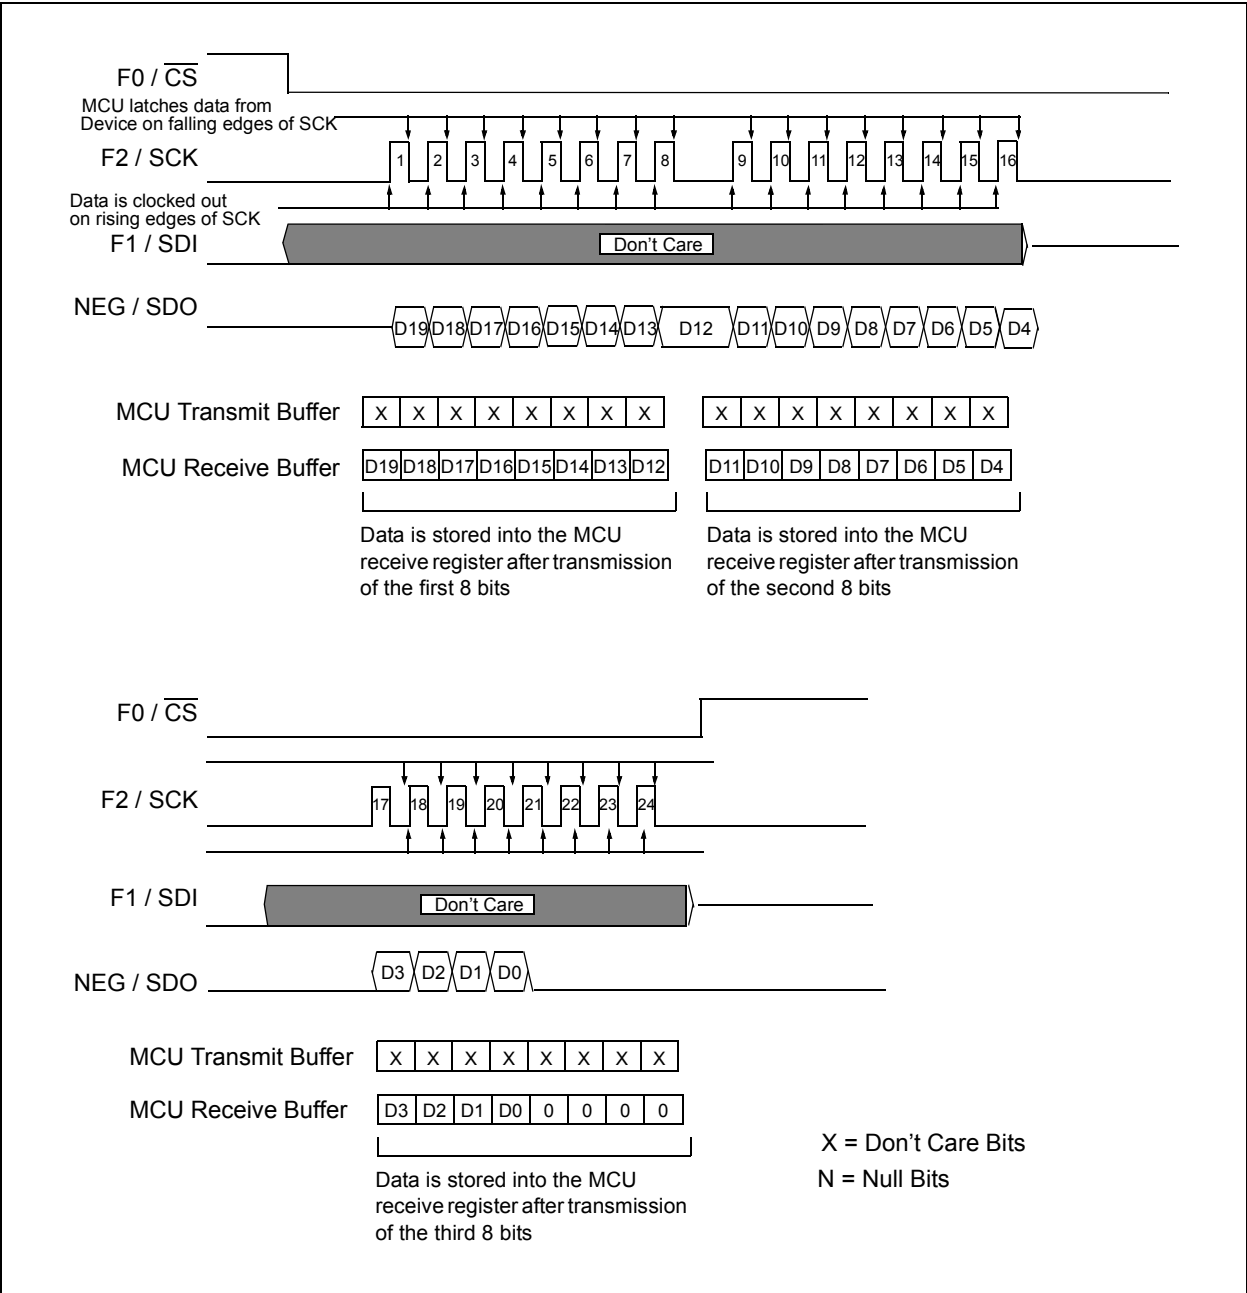 F0 / CS
MCU latches data from
Device on falling edges of SCK
F2 / SCK
1 2 3 4 5 6 7 8 9 10 11 12 13 14 15 16
Data is clocked out
on rising edges of SCK
F1 / SDI
Don't Care
NEG / SDO
D19 D18 D17 D16 D15 D14 D13 D12 D11 D10 D9 D8 D7 D6 D5 D4
MCU Transmit Buffer
X X X X X X X X
X X X X X X X X
MCU Receive Buffer
D19 D18 D17 D16 D15 D14 D13 D12
D11 D10 D9 D8 D7 D6 D5 D4
Data is stored into the MCU
receive register after transmission
of the first 8 bits
Data is stored into the MCU
receive register after transmission
of the second 8 bits
F0 / CS
F2 / SCK
17 18 19 20 21 22 23 24
F1 / SDI
Don't Care
NEG / SDO
D3 D2 D1 D0
MCU Transmit Buffer
X X X X X X X X
MCU Receive Buffer
D3 D2 D1 D0 0 0 0 0
Data is stored into the MCU
receive register after transmission
of the third 8 bits
X = Don't Care Bits
N = Null Bits